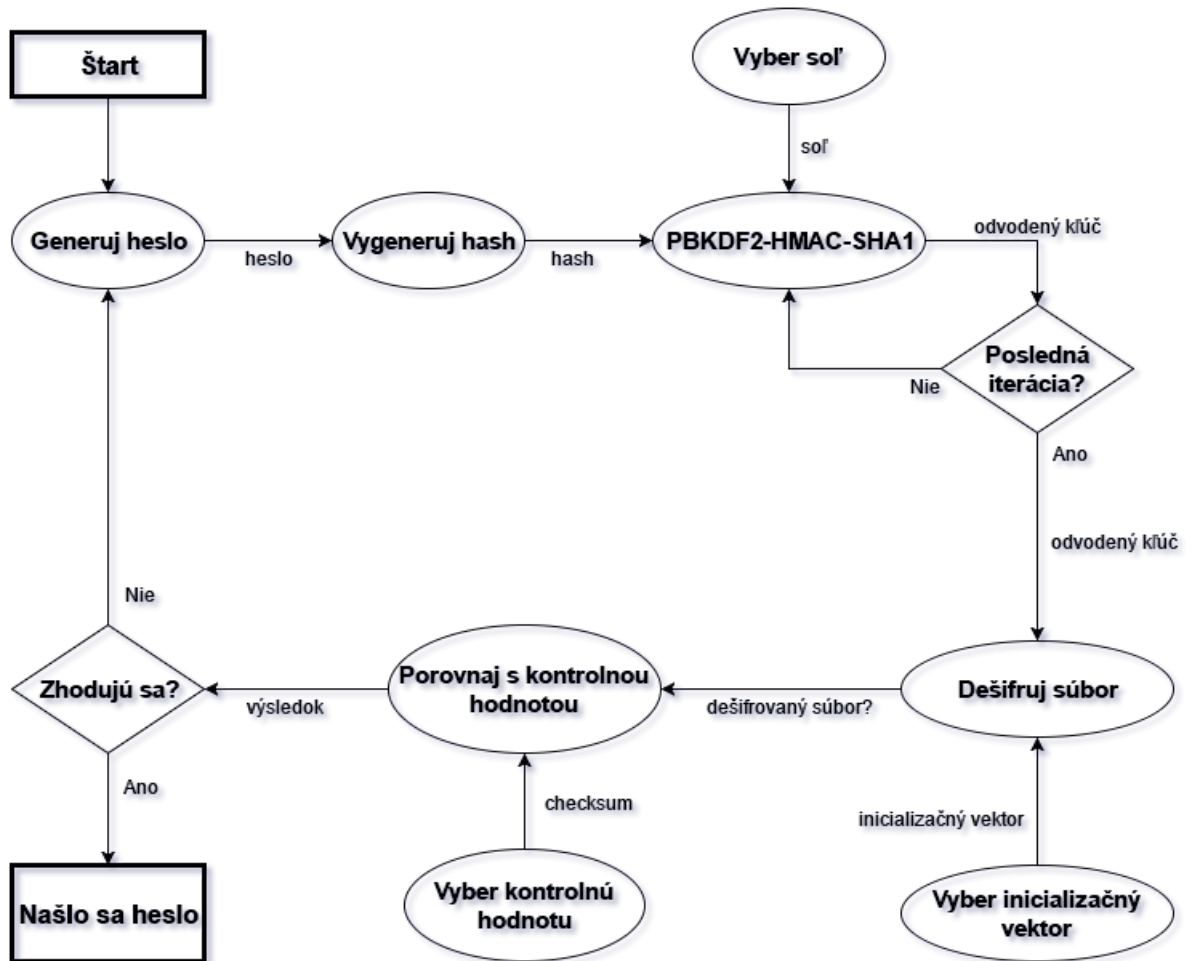 Štart
Vyber soľ
soľ
Generuj heslo
heslo
Vygeneruj hash
hash
PBKDF2-HMAC-SHA1
odvodený kľúč
Posledná
iterácia?
Nie
Ano
odvodený kľúč
Nie
Zhodujú sa?
výsledok
Porovnaj s kontrolnou
hodnotou
dešifrovaný súbor?
Dešifruj súbor
Ano
checksum
inicializačný vektor
Našlo sa heslo
Vyber kontrolnú
hodnotu
Vyber inicializačný
vektor